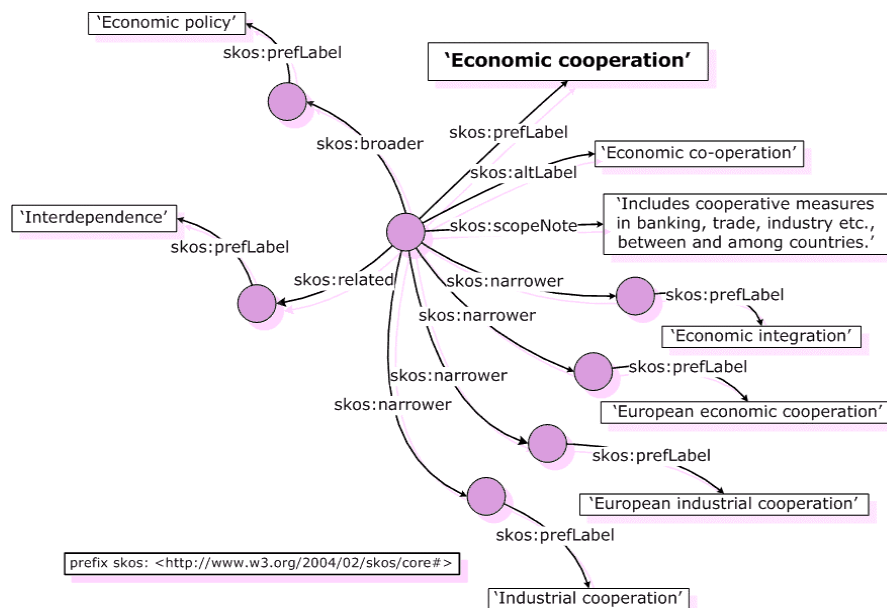 ‘Economic policy’
skos:prefLabel
‘Economic cooperation’
skos:prefLabel
skos:broader
‘Economic co-operation’
skos:altLabel
‘Includes cooperative measures
in banking, trade, industry etc.,
between and among countries.’
skos:scopeNote
‘Interdependence’
skos:prefLabel
skos:related
skos:narrower
skos:prefLabel
‘Economic integration’
skos:narrower
skos:prefLabel
‘European economic cooperation’
skos:narrower
skos:prefLabel
‘European industrial cooperation’
skos:narrower
skos:prefLabel
‘Industrial cooperation’
prefix skos: <http://www.w3.org/2004/02/skos/core#>